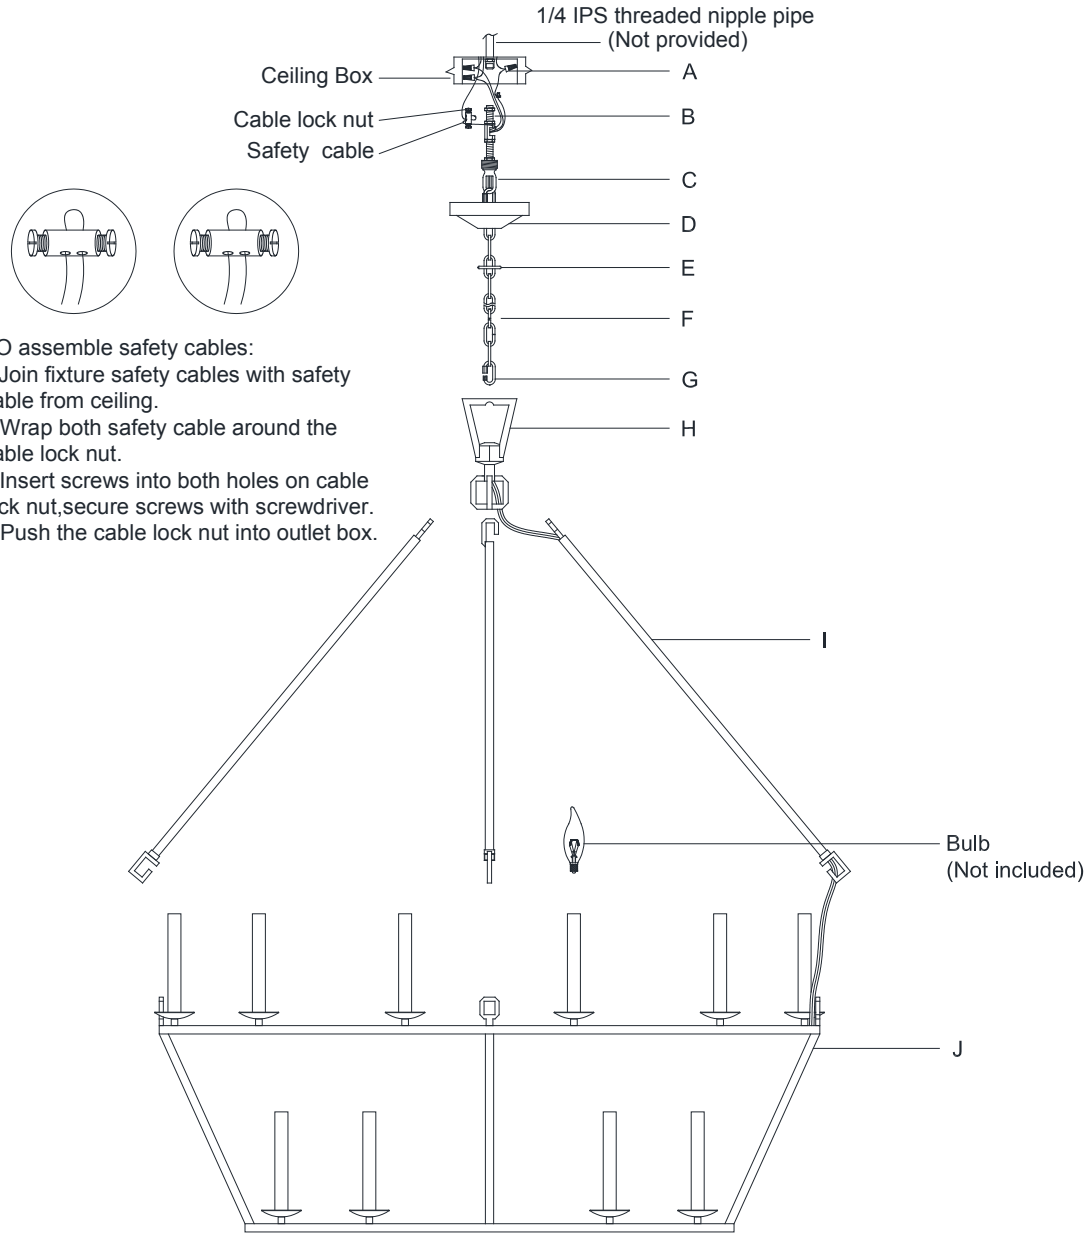 1/4 IPS threaded nipple pipe
(Not provided)
A
Ceiling Box
B
Cable lock nut
Safety cable
C
D
E
F
G
H
O assemble safety cables:
Join fixture safety cables with safety
able from ceiling.
Wrap both safety cable around the
able lock nut.
Insert screws into both holes on cable
ck nut,secure screws with screwdriver.
Push the cable lock nut into outlet box.
I
Bulb
(Not included)
J